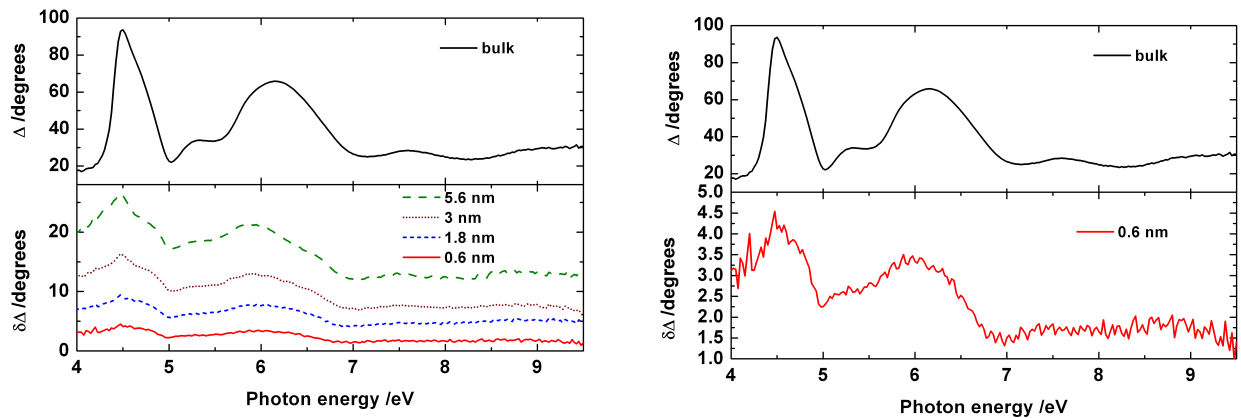 100
80
60
40
20
Δ /degrees
bulk
20
10
0
δΔ /degrees
5.6 nm
3 nm
1.8 nm
0.6 nm
4 5 6 7 8 9
Photon energy /eV
100
80
60
40
20
Δ /degrees
bulk
5.0
4.5
4.0
3.5
3.0
2.5
2.0
1.5
1.0
δΔ /degrees
0.6 nm
4 5 6 7 8 9
Photon energy /eV